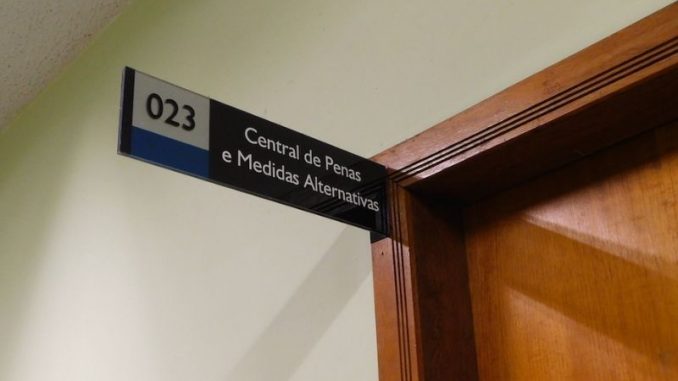 023
Central de Penas
e Medidas Alternativas